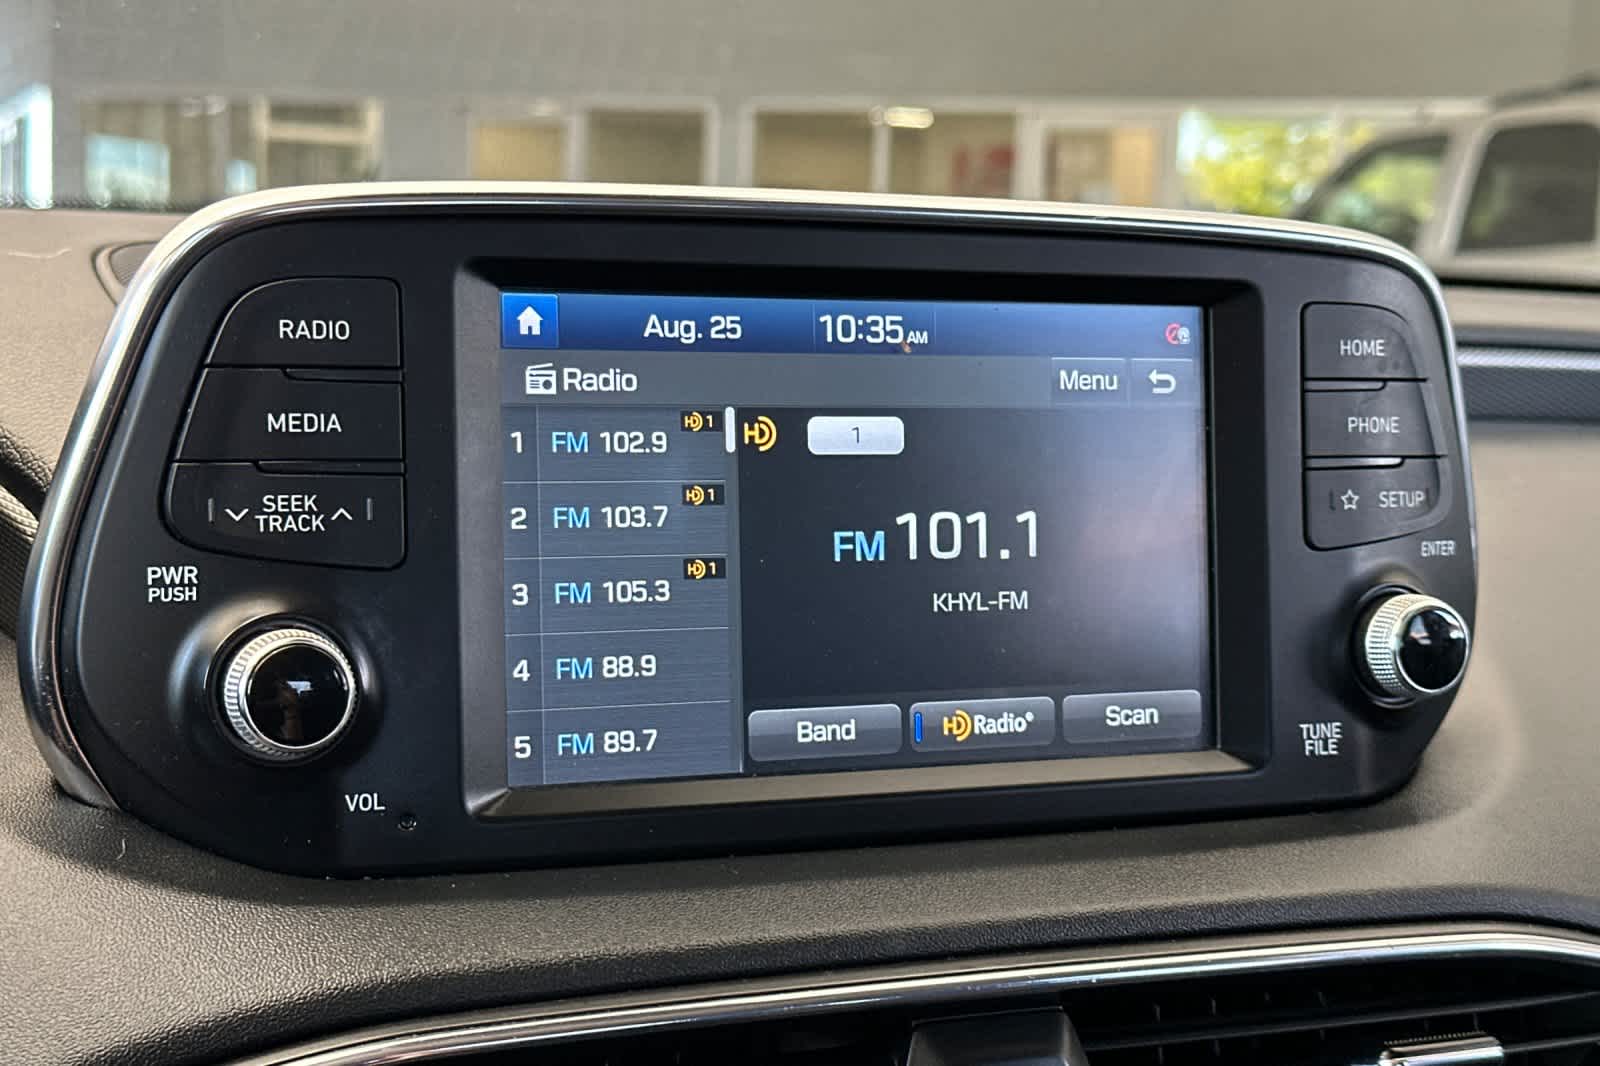 RADIO
MEDIA
SEEK
TRACK
PWR
PUSH
VOL
Aug. 25
10:35 AM
Radio
Menu
1 FM 102.9 HD 1
2 FM 103.7 HD 1
3 FM 105.3 HD 1
4 FM 88.9
5 FM 89.7
HD 1
FM 101.1
KHYL-FM
Band
HD Radio®
Scan
HOME
PHONE
SETUP
ENTER
TUNE
FILE